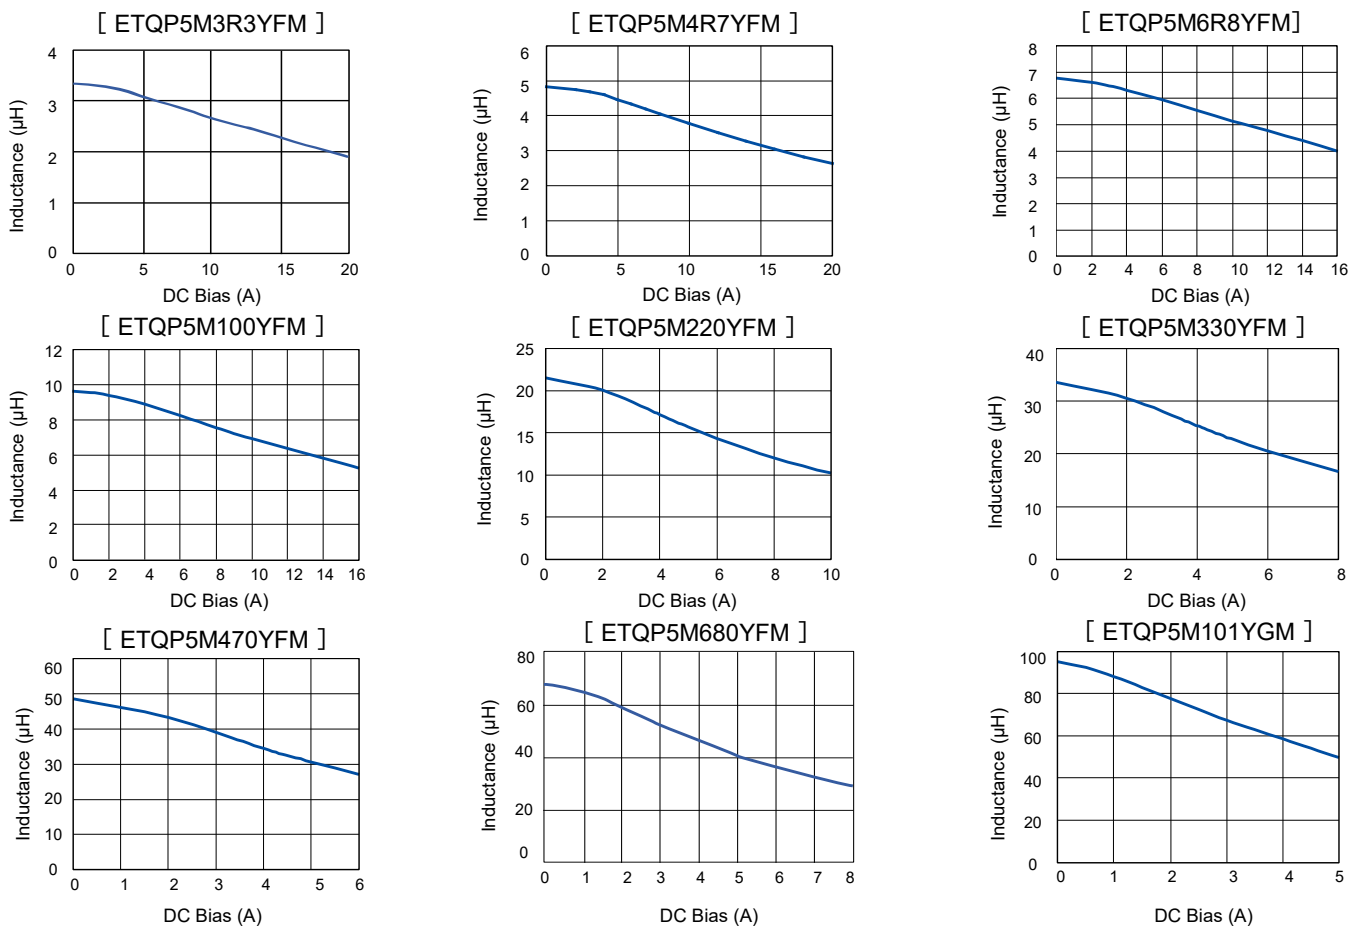 [ ETQP5M3R3YFM ]
Inductance (µH)
4
3
2
1
0
0 5 10 15 20
DC Bias (A)
[ ETQP5M4R7YFM ]
Inductance (µH)
6
5
4
3
2
1
0
0 5 10 15 20
DC Bias (A)
[ ETQP5M6R8YFM]
Inductance (µH)
8
7
6
5
4
3
2
1
0
0 2 4 6 8 10 12 14 16
DC Bias (A)
[ ETQP5M100YFM ]
Inductance (µH)
12
10
8
6
4
2
0
0 2 4 6 8 10 12 14 16
DC Bias (A)
[ ETQP5M220YFM ]
Inductance (µH)
25
20
15
10
5
0
0 2 4 6 8 10
DC Bias (A)
[ ETQP5M330YFM ]
Inductance (µH)
40
30
20
10
0
0 2 4 6 8
DC Bias (A)
[ ETQP5M470YFM ]
Inductance (µH)
60
50
40
30
20
10
0
0 1 2 3 4 5 6
DC Bias (A)
[ ETQP5M680YFM ]
Inductance (µH)
80
60
40
20
0
0 1 2 3 4 5 6 7 8
DC Bias (A)
[ ETQP5M101YGM ]
Inductance (µH)
100
80
60
40
20
0
0 1 2 3 4 5
DC Bias (A)